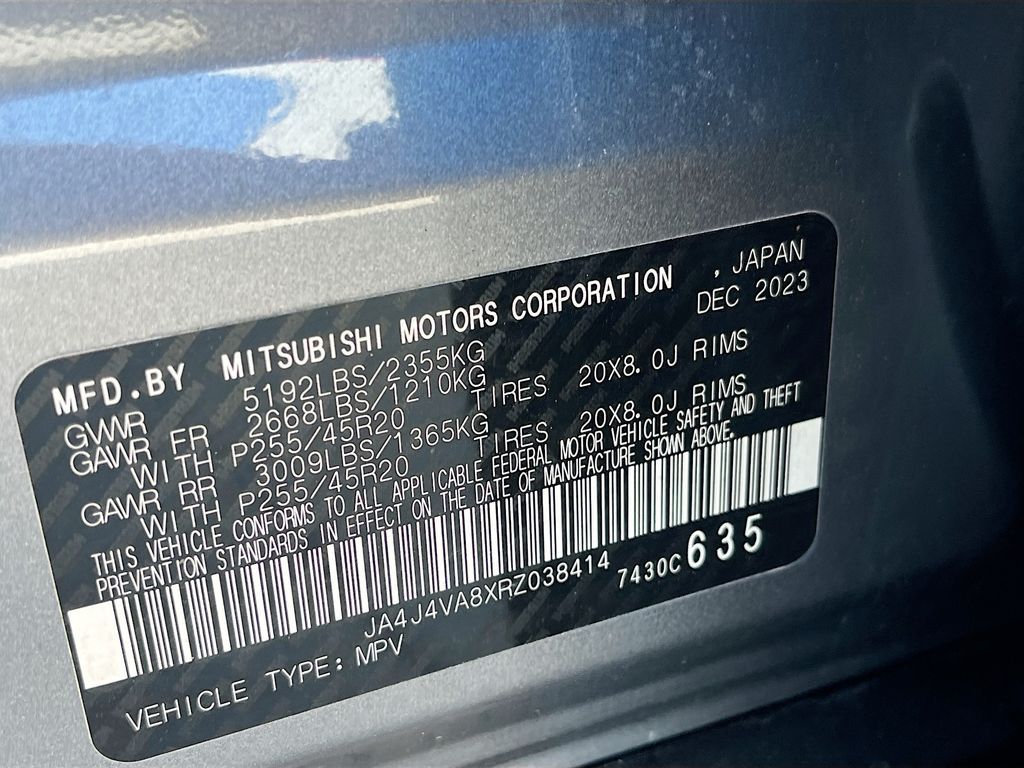 MFD.BY MITSUBISHI MOTORS CORPORATION , JAPAN
DEC 2023
GVWR 5192LBS/2355KG
GAWR FR 2668LBS/1210KG
WITH P255/45R20 TIRES 20X8.0J RIMS
GAWR RR 3009LBS/1365KG
WITH P255/45R20 TIRES 20X8.0J RIMS
THIS VEHICLE CONFORMS TO ALL APPLICABLE FEDERAL MOTOR VEHICLE SAFETY AND THEFT
PREVENTION STANDARDS IN EFFECT ON THE DATE OF MANUFACTURE SHOWN ABOVE.
JA4J4VA8XRZ038414 7430C 635
VEHICLE TYPE: MPV